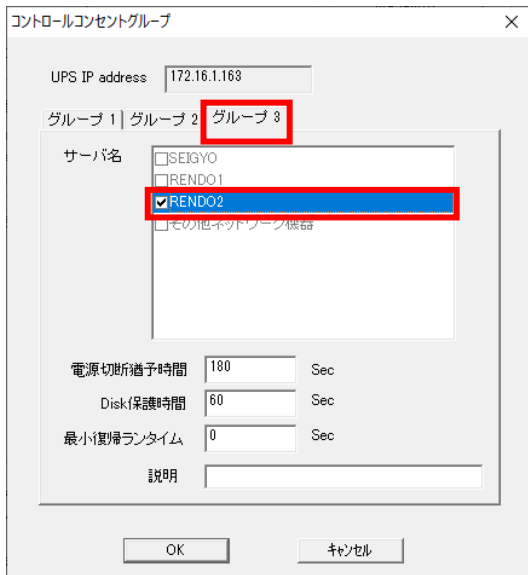 コントロールコンセントグループ
UPS IP address 172.16.1.163
グループ 1 グループ 2 グループ 3
サーバ名
SEIGYO
RENDO1
RENDO2
その他ネットワーク機器
電源切断猶予時間 180 Sec
Disk保護時間 60 Sec
最小復帰ランタイム 0 Sec
説明
OK キャンセル